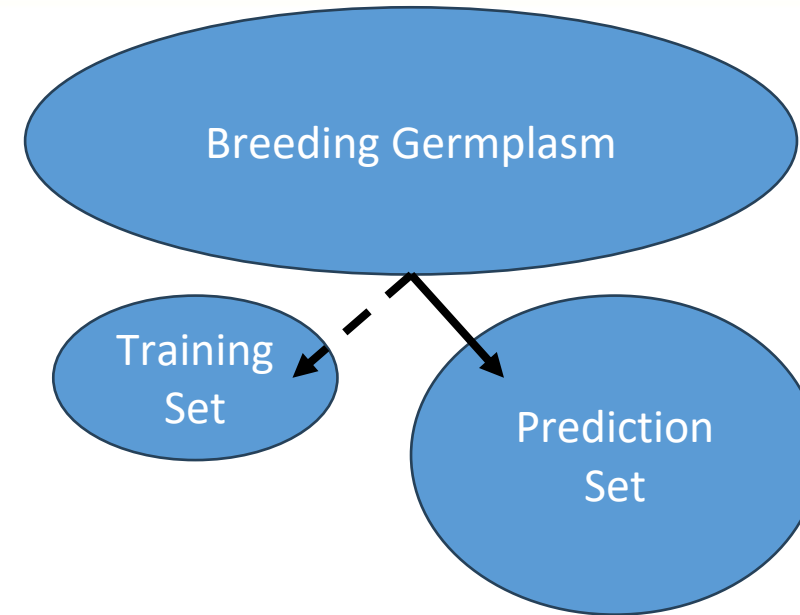 Breeding Germplasm
Training
Set
Prediction
Set